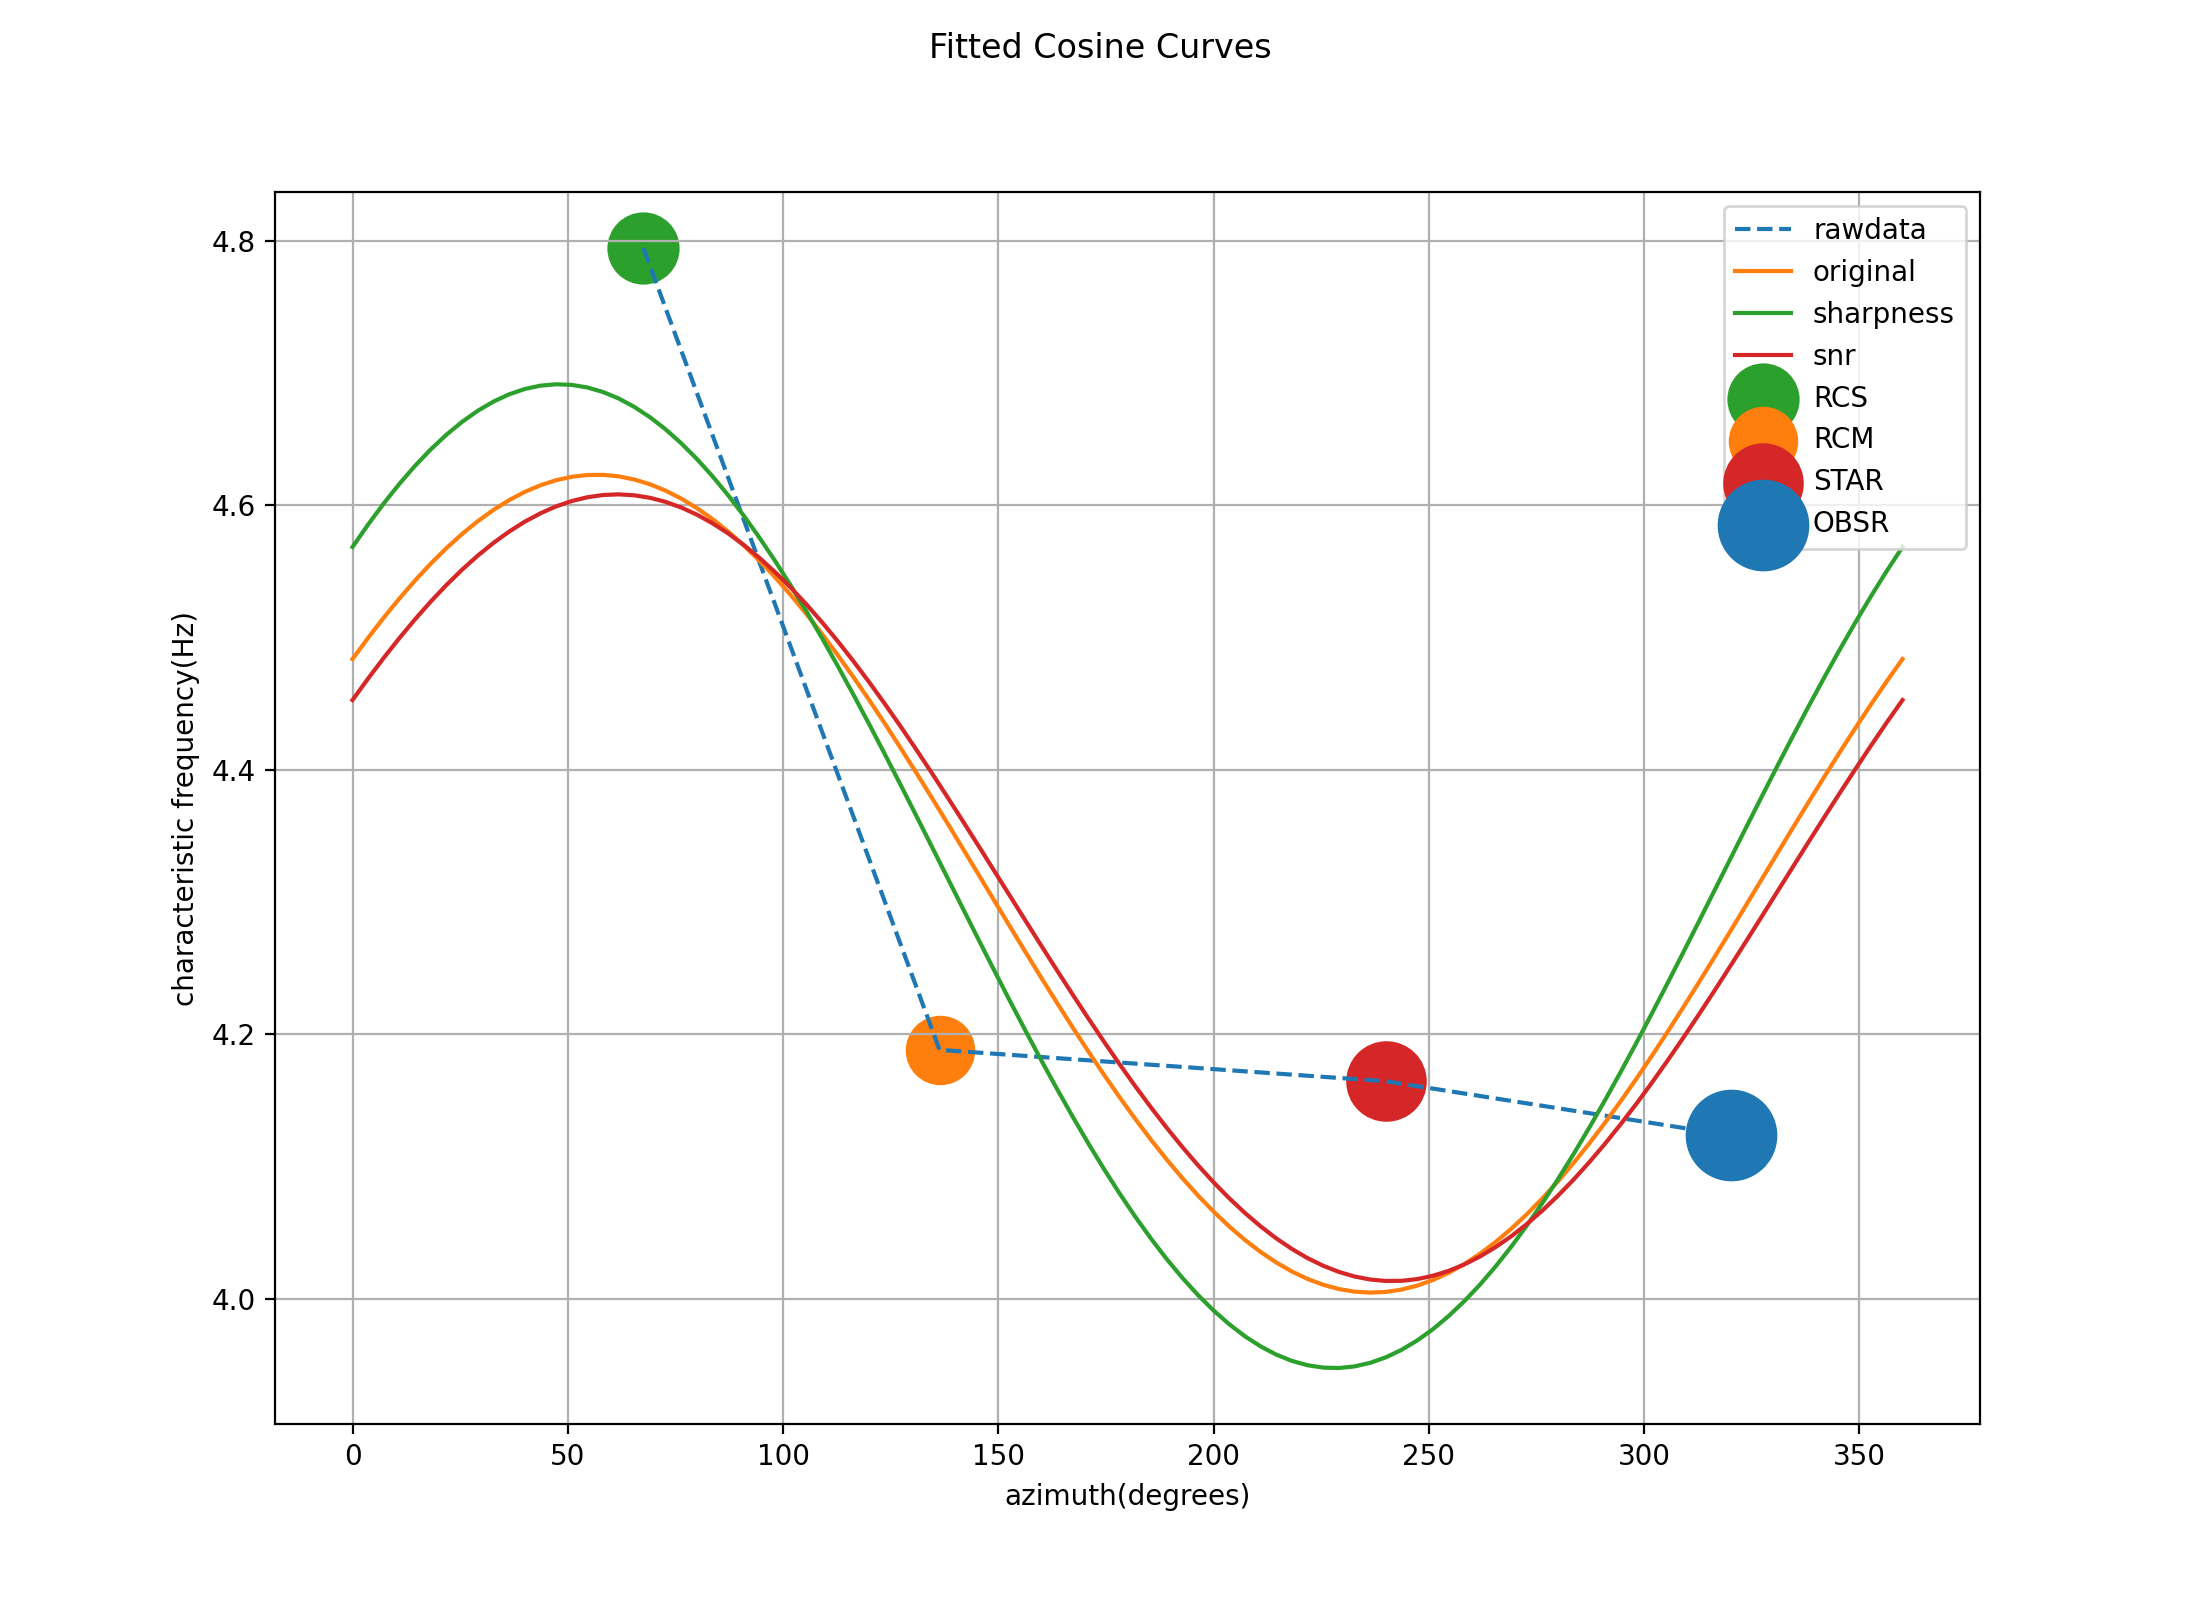 Fitted Cosine Curves
rawdata
original
sharpness
snr
RCS
RCM
STAR
OBSR
characteristic frequency(Hz)
4.8
4.6
4.4
4.2
4.0
0 50 100 150 200 250 300 350
azimuth(degrees)